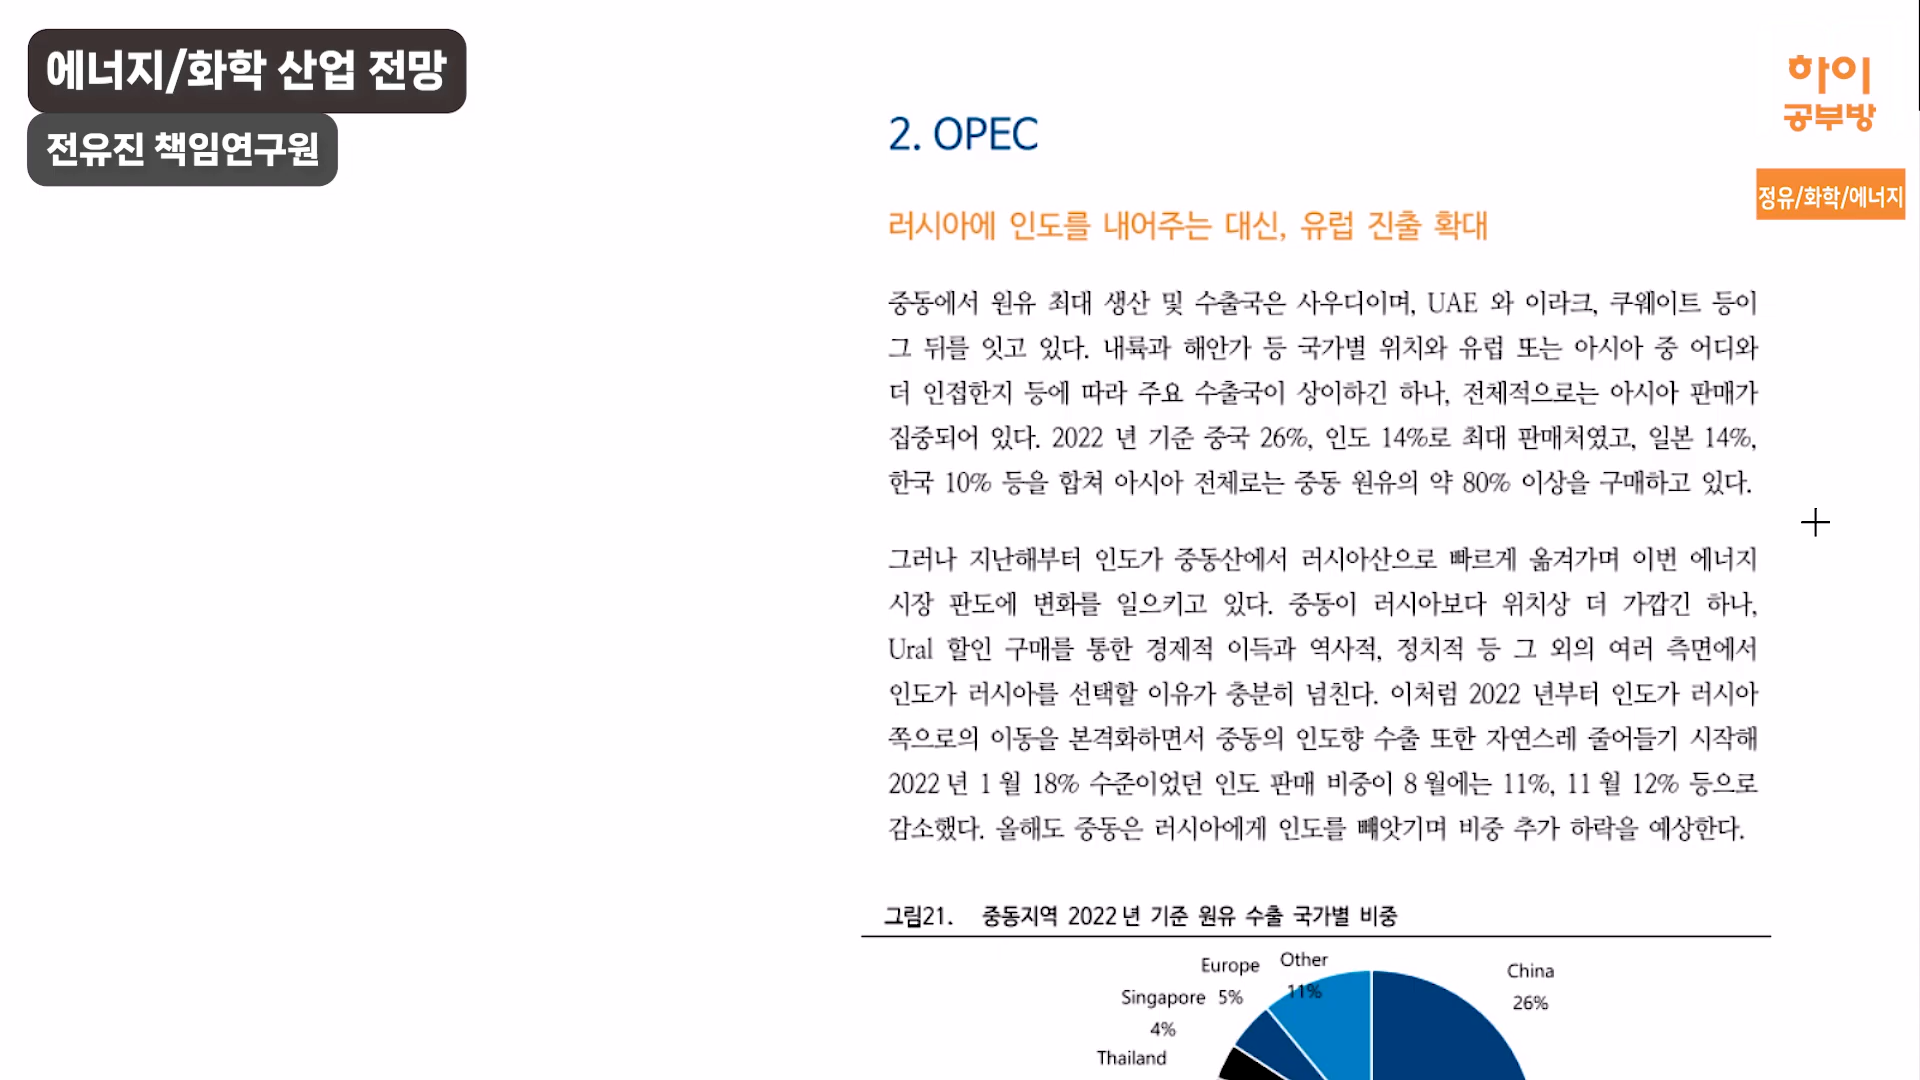 에너지/화학 산업 전망
전유진 책임연구원
하이
공부방
정유/화학/에너지
2. OPEC
러시아에 인도를 내어주는 대신, 유럽 진출 확대
중동에서 원유 최대 생산 및 수출국은 사우디이며, UAE 와 이라크, 쿠웨이트 등이
그 뒤를 잇고 있다. 내륙과 해안가 등 국가별 위치와 유럽 또는 아시아 중 어디와
더 인접한지 등에 따라 주요 수출국이 상이하긴 하나, 전체적으로는 아시아 판매가
집중되어 있다. 2022 년 기준 중국 26%, 인도 14%로 최대 판매처였고, 일본 14%,
한국 10% 등을 합쳐 아시아 전체로는 중동 원유의 약 80% 이상을 구매하고 있다.
그러나 지난해부터 인도가 중동산에서 러시아산으로 빠르게 옮겨가며 이번 에너지
시장 판도에 변화를 일으키고 있다. 중동이 러시아보다 위치상 더 가깝긴 하나,
Ural 할인 구매를 통한 경제적 이득과 역사적, 정치적 등 그 외의 여러 측면에서
인도가 러시아를 선택할 이유가 충분히 넘친다. 이처럼 2022 년부터 인도가 러시아
쪽으로의 이동을 본격화하면서 중동의 인도향 수출 또한 자연스레 줄어들기 시작해
2022 년 1 월 18% 수준이었던 인도 판매 비중이 8 월에는 11%, 11 월 12% 등으로
감소했다. 올해도 중동은 러시아에게 인도를 빼앗기며 비중 추가 하락을 예상한다.
그림21. 중동지역 2022 년 기준 원유 수출 국가별 비중
Other
11%
Europe
5%
China
26%
Singapore
4%
Thailand